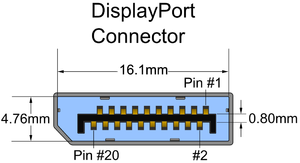 DisplayPort
Connector
16.1mm
Pin #1
4.76mm
0.80mm
Pin #20
#2